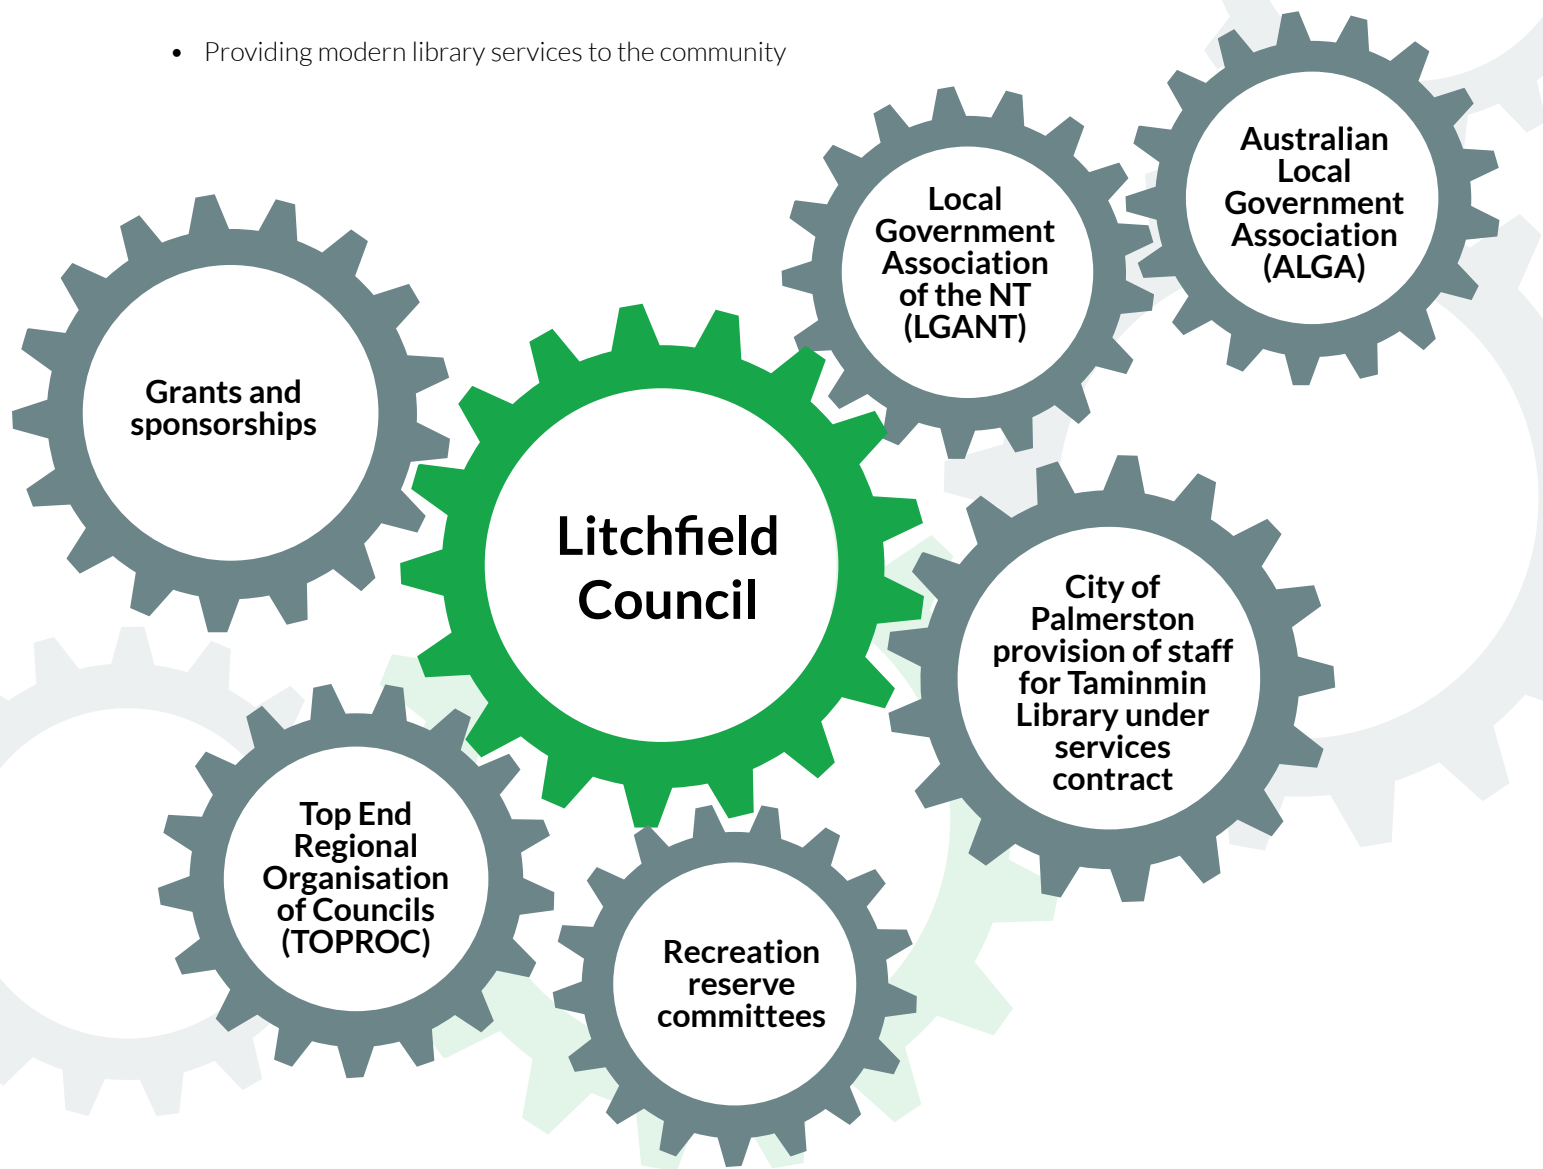 • Providing modern library services to the community
Australian
Local
Government
Association
(ALGA)
Local
Government
Association
of the NT
(LGANT)
Grants and
sponsorships
Litchfield
Council
City of
Palmerston
provision of staff
for Taminmin
Library under
services
contract
Top End
Regional
Organisation
of Councils
(TOPROC)
Recreation
reserve
committees